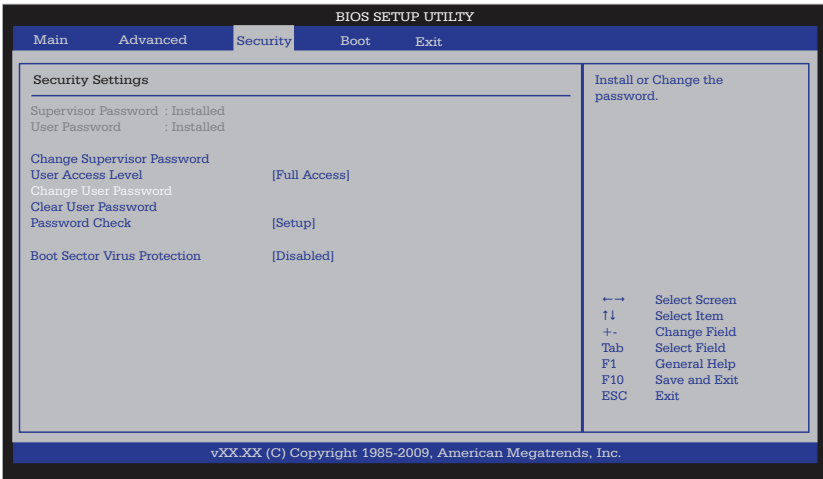 BIOS SETUP UTILTY
Main Advanced Security Boot Exit
Security Settings
Supervisor Password : Installed
User Password : Installed
Change Supervisor Password
User Access Level [Full Access]
Change User Password
Clear User Password
Password Check [Setup]
Boot Sector Virus Protection [Disabled]
Install or Change the
password.
←→ Select Screen
↑↓ Select Item
+- Change Field
Tab Select Field
F1 General Help
F10 Save and Exit
ESC Exit
vXX.XX (C) Copyright 1985-2009, American Megatrends, Inc.